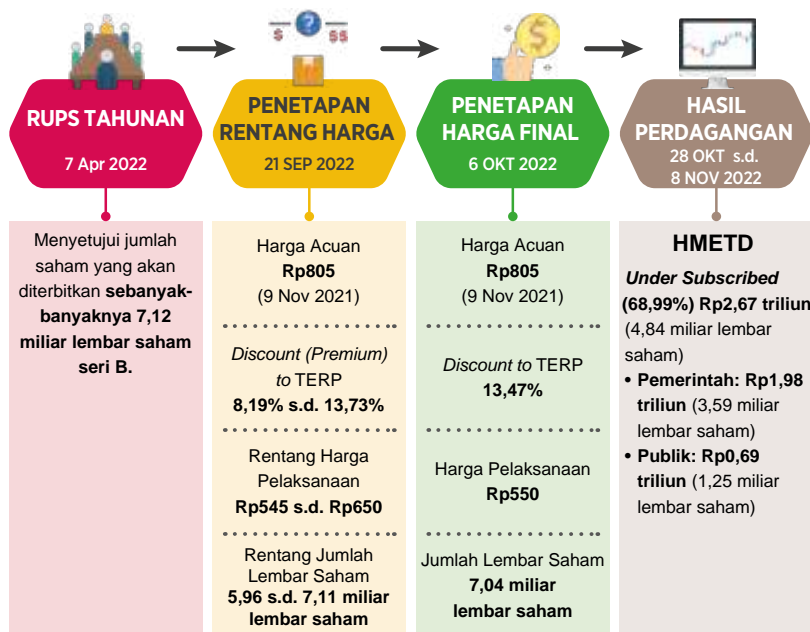 $ ? $$
$
RUPS TAHUNAN
7 Apr 2022
PENETAPAN
RENTANG HARGA
21 SEP 2022
PENETAPAN
HARGA FINAL
6 OKT 2022
HASIL
PERDAGANGAN
28 OKT s.d.
8 NOV 2022
Menyetujui jumlah
saham yang akan
diterbitkan sebanyak-
banyaknya 7,12
miliar lembar saham
seri B.
Harga Acuan
Rp805
(9 Nov 2021)
Discount (Premium)
to TERP
8,19% s.d. 13,73%
Rentang Harga
Pelaksanaan
Rp545 s.d. Rp650
Rentang Jumlah
Lembar Saham
5,96 s.d. 7,11 miliar
lembar saham
Harga Acuan
Rp805
(9 Nov 2021)
Discount to TERP
13,47%
Harga Pelaksanaan
Rp550
Jumlah Lembar Saham
7,04 miliar
lembar saham
HMETD
Under Subscribed
(68,99%) Rp2,67 triliun
(4,84 miliar lembar
saham)
• Pemerintah: Rp1,98
triliun (3,59 miliar
lembar saham)
• Publik: Rp0,69
triliun (1,25 miliar
lembar saham)